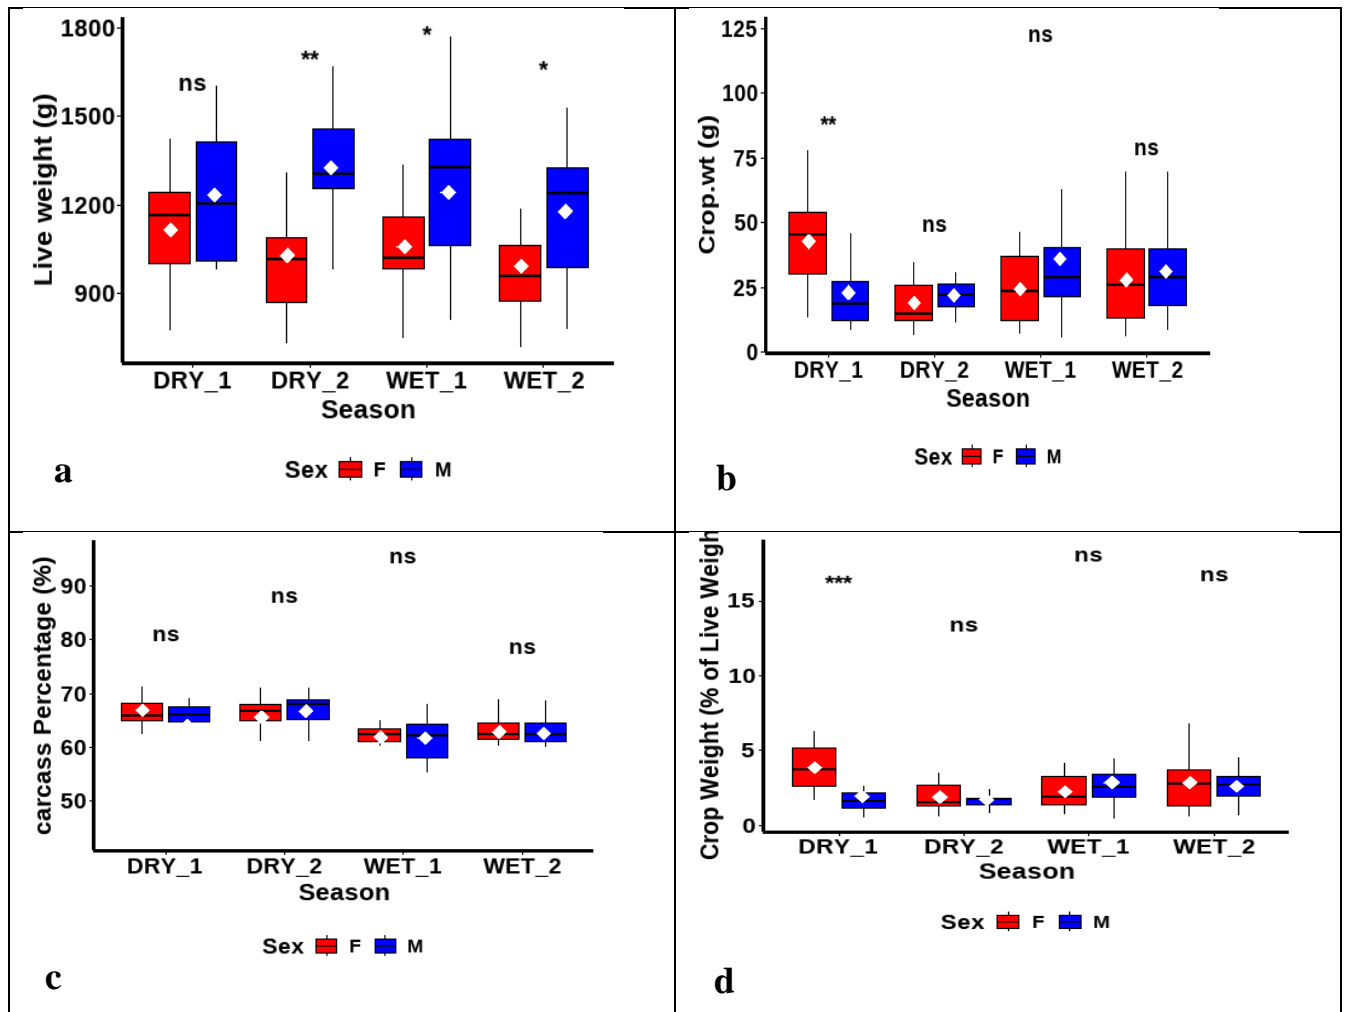 1800
1500
1200
900
Live weight (g)
ns
**
*
*
DRY_1 DRY_2 WET_1 WET_2
Season
Sex F M
a
125
100
75
50
25
0
Crop.wt (g)
**
ns
ns
ns
DRY_1 DRY_2 WET_1 WET_2
Season
Sex F M
b
90
80
70
60
50
carcass Percentage (%)
ns
ns
ns
ns
DRY_1 DRY_2 WET_1 WET_2
Season
Sex F M
c
15
10
5
0
Crop Weight (% of Live Weigh
***
ns
ns
ns
DRY_1 DRY_2 WET_1 WET_2
Season
Sex F M
d